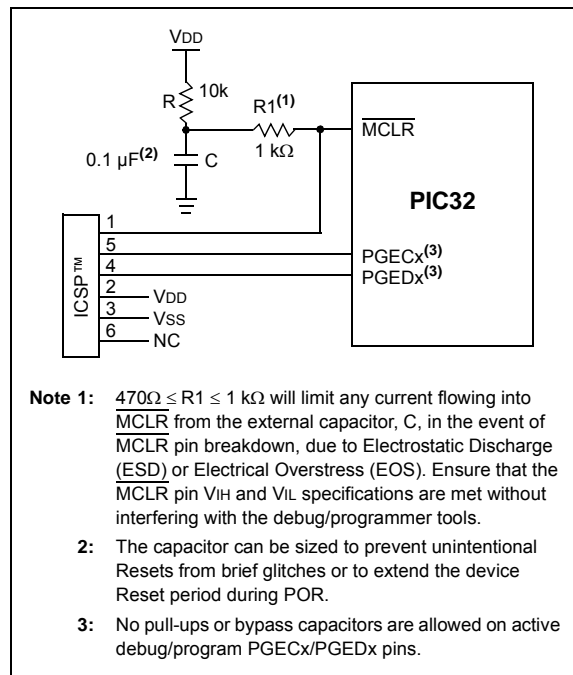 VDD
R 10k
R1(1)
1 kΩ
0.1 µF(2)
C
MCLR
PIC32
PGECx(3)
PGEDx(3)
ICSP™
1
5
4
2 VDD
3 VSS
6 NC
Note 1: 470Ω ≤ R1 ≤ 1 kΩ will limit any current flowing into
MCLR from the external capacitor, C, in the event of
MCLR pin breakdown, due to Electrostatic Discharge
(ESD) or Electrical Overstress (EOS). Ensure that the
MCLR pin VIH and VIL specifications are met without
interfering with the debug/programmer tools.
2: The capacitor can be sized to prevent unintentional
Resets from brief glitches or to extend the device
Reset period during POR.
3: No pull-ups or bypass capacitors are allowed on active
debug/program PGECx/PGEDx pins.